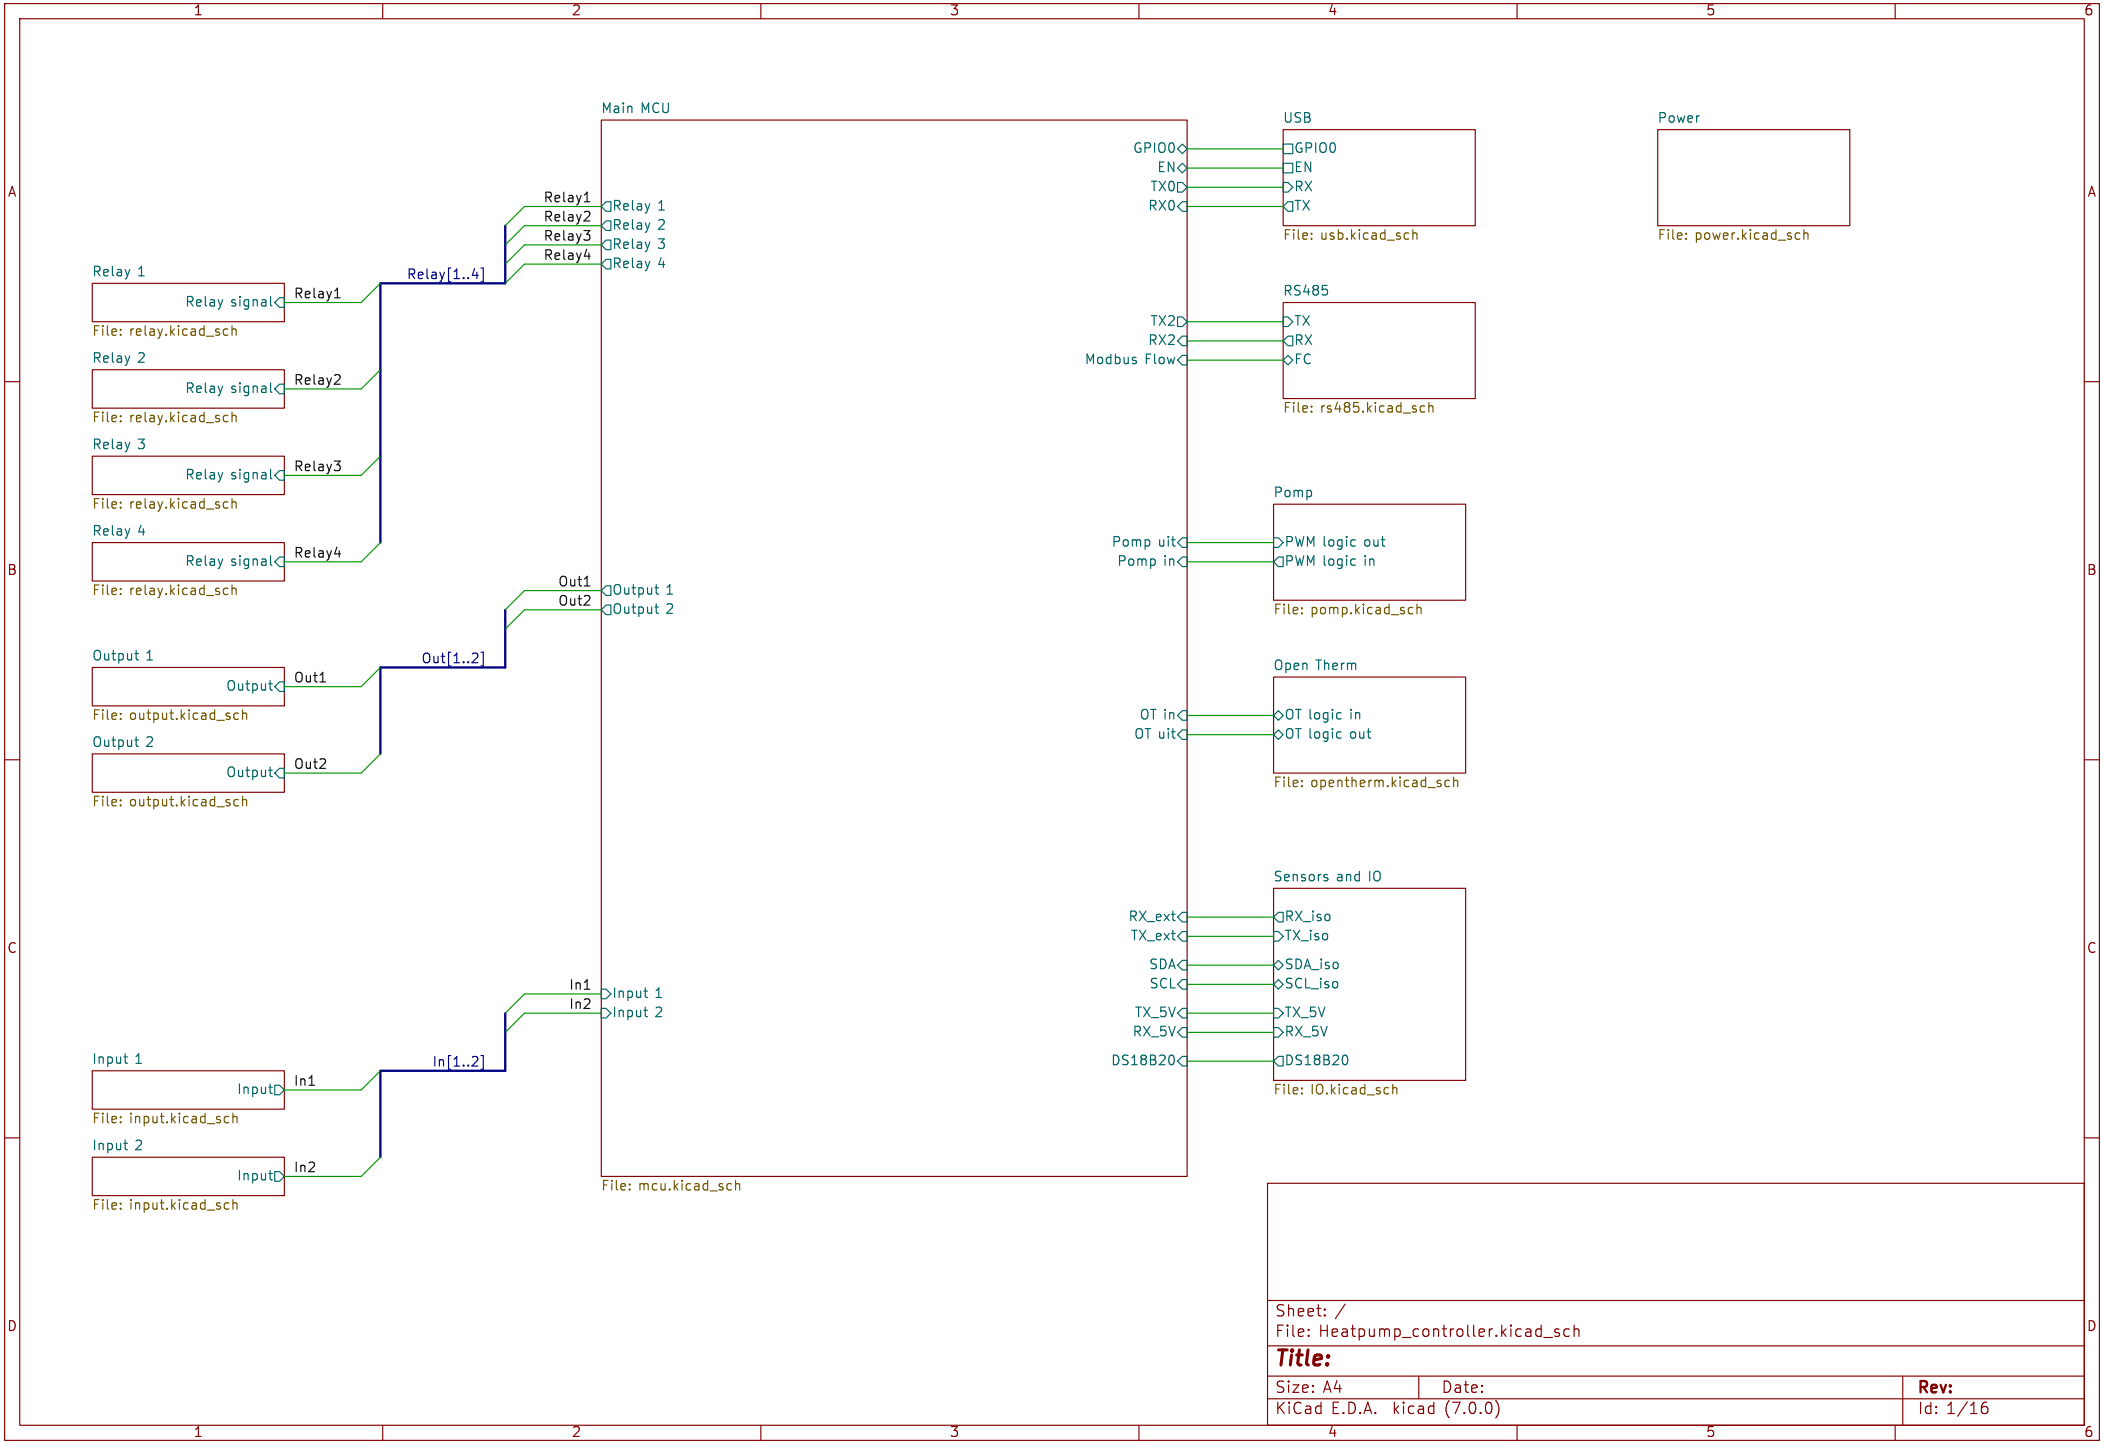 1 2 3 4 5 6
A
B
C
D
A
B
C
D
Relay 1
Relay signal
Relay1
File: relay.kicad_sch
Relay 2
Relay signal
Relay2
File: relay.kicad_sch
Relay 3
Relay signal
Relay3
File: relay.kicad_sch
Relay 4
Relay signal
Relay4
File: relay.kicad_sch
Relay[1..4]
Output 1
Output
Out1
File: output.kicad_sch
Output 2
Output
Out2
File: output.kicad_sch
Out[1..2]
Input 1
Input
In1
File: input.kicad_sch
Input 2
Input
In2
File: input.kicad_sch
In[1..2]
Main MCU
Relay1
Relay 1
Relay2
Relay 2
Relay3
Relay 3
Relay4
Relay 4
Out1
Output 1
Out2
Output 2
In1
Input 1
In2
Input 2
GPIO0
EN
TX0
RX0
TX2
RX2
Modbus Flow
Pomp uit
Pomp in
OT in
OT uit
RX_ext
TX_ext
SDA
SCL
TX_5V
RX_5V
DS18B20
File: mcu.kicad_sch
USB
GPIO0
EN
RX
TX
File: usb.kicad_sch
RS485
TX
RX
FC
File: rs485.kicad_sch
Pomp
PWM logic out
PWM logic in
File: pomp.kicad_sch
Open Therm
OT logic in
OT logic out
File: opentherm.kicad_sch
Sensors and IO
RX_iso
TX_iso
SDA_iso
SCL_iso
TX_5V
RX_5V
DS18B20
File: IO.kicad_sch
Power
File: power.kicad_sch
Sheet: /
File: Heatpump_controller.kicad_sch
Title:
Size: A4 Date: Rev:
KiCad E.D.A. kicad (7.0.0) Id: 1/16
1 2 3 4 5 6